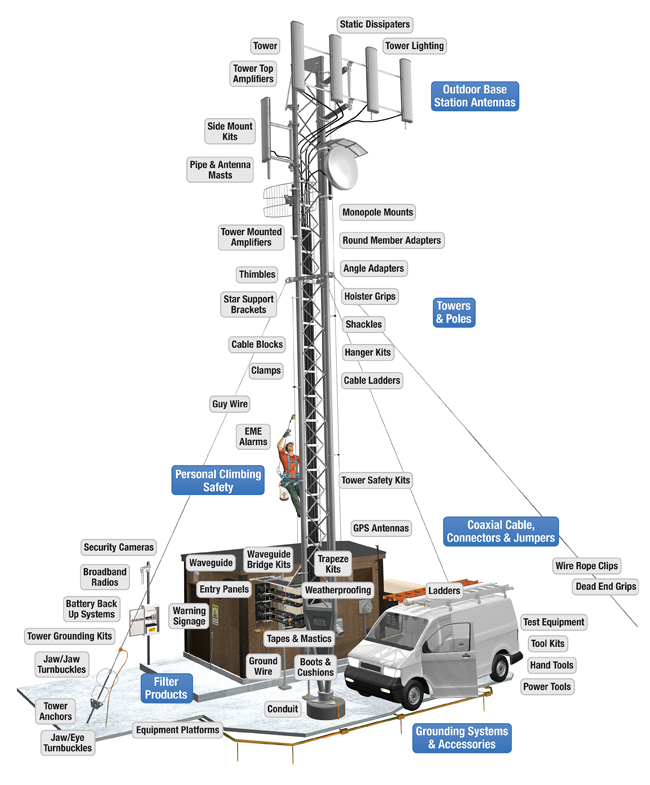 Static Dissipaters
Tower
Tower Lighting
Tower Top
Amplifiers
Outdoor Base
Station Antennas
Side Mount
Kits
Pipe & Antenna
Masts
Monopole Mounts
Tower Mounted
Amplifiers
Round Member Adapters
Thimbles
Angle Adapters
Star Support
Brackets
Hoister Grips
Towers
& Poles
Shackles
Cable Blocks
Hanger Kits
Clamps
Cable Ladders
Guy Wire
EME
Alarms
Personal Climbing
Safety
Tower Safety Kits
GPS Antennas
Coaxial Cable,
Connectors & Jumpers
Security Cameras
Waveguide
Waveguide
Bridge Kits
Trapeze
Kits
Wire Rope Clips
Broadband
Radios
Entry Panels
Weatherproofing
Ladders
Dead End Grips
Battery Back
Up Systems
Warning
Signage
Test Equipment
Tower Grounding Kits
Tapes & Mastics
Tool Kits
Jaw/Jaw
Turnbuckles
Ground
Wire
Boots &
Cushions
Hand Tools
Filter
Products
Power Tools
Tower
Anchors
Conduit
Equipment Platforms
Grounding Systems
& Accessories
Jaw/Eye
Turnbuckles